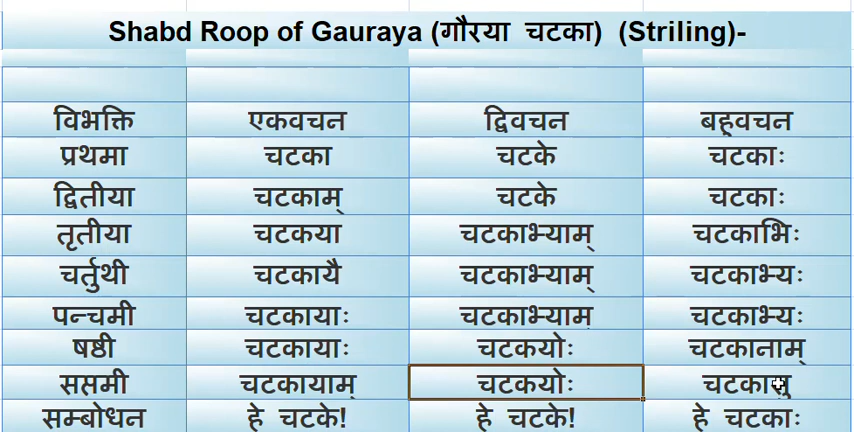 Shabd Roop of Gauraya (गौरया चटका) (Striling)-
विभक्ति एकवचन द्विवचन बहुवचन
प्रथमा चटका चटके चटकाः
द्वितीया चटकाम् चटके चटकाः
तृतीया चटकया चटकाभ्याम् चटकाभिः
चर्तुथी चटकायै चटकाभ्याम् चटकाभ्यः
पन्चमी चटकायाः चटकाभ्याम् चटकाभ्यः
षष्ठी चटकायाः चटकयोः चटकानाम्
सप्तमी चटकायाम् चटकयोः चटकासु
सम्बोधन हे चटके! हे चटके! हे चटकाः